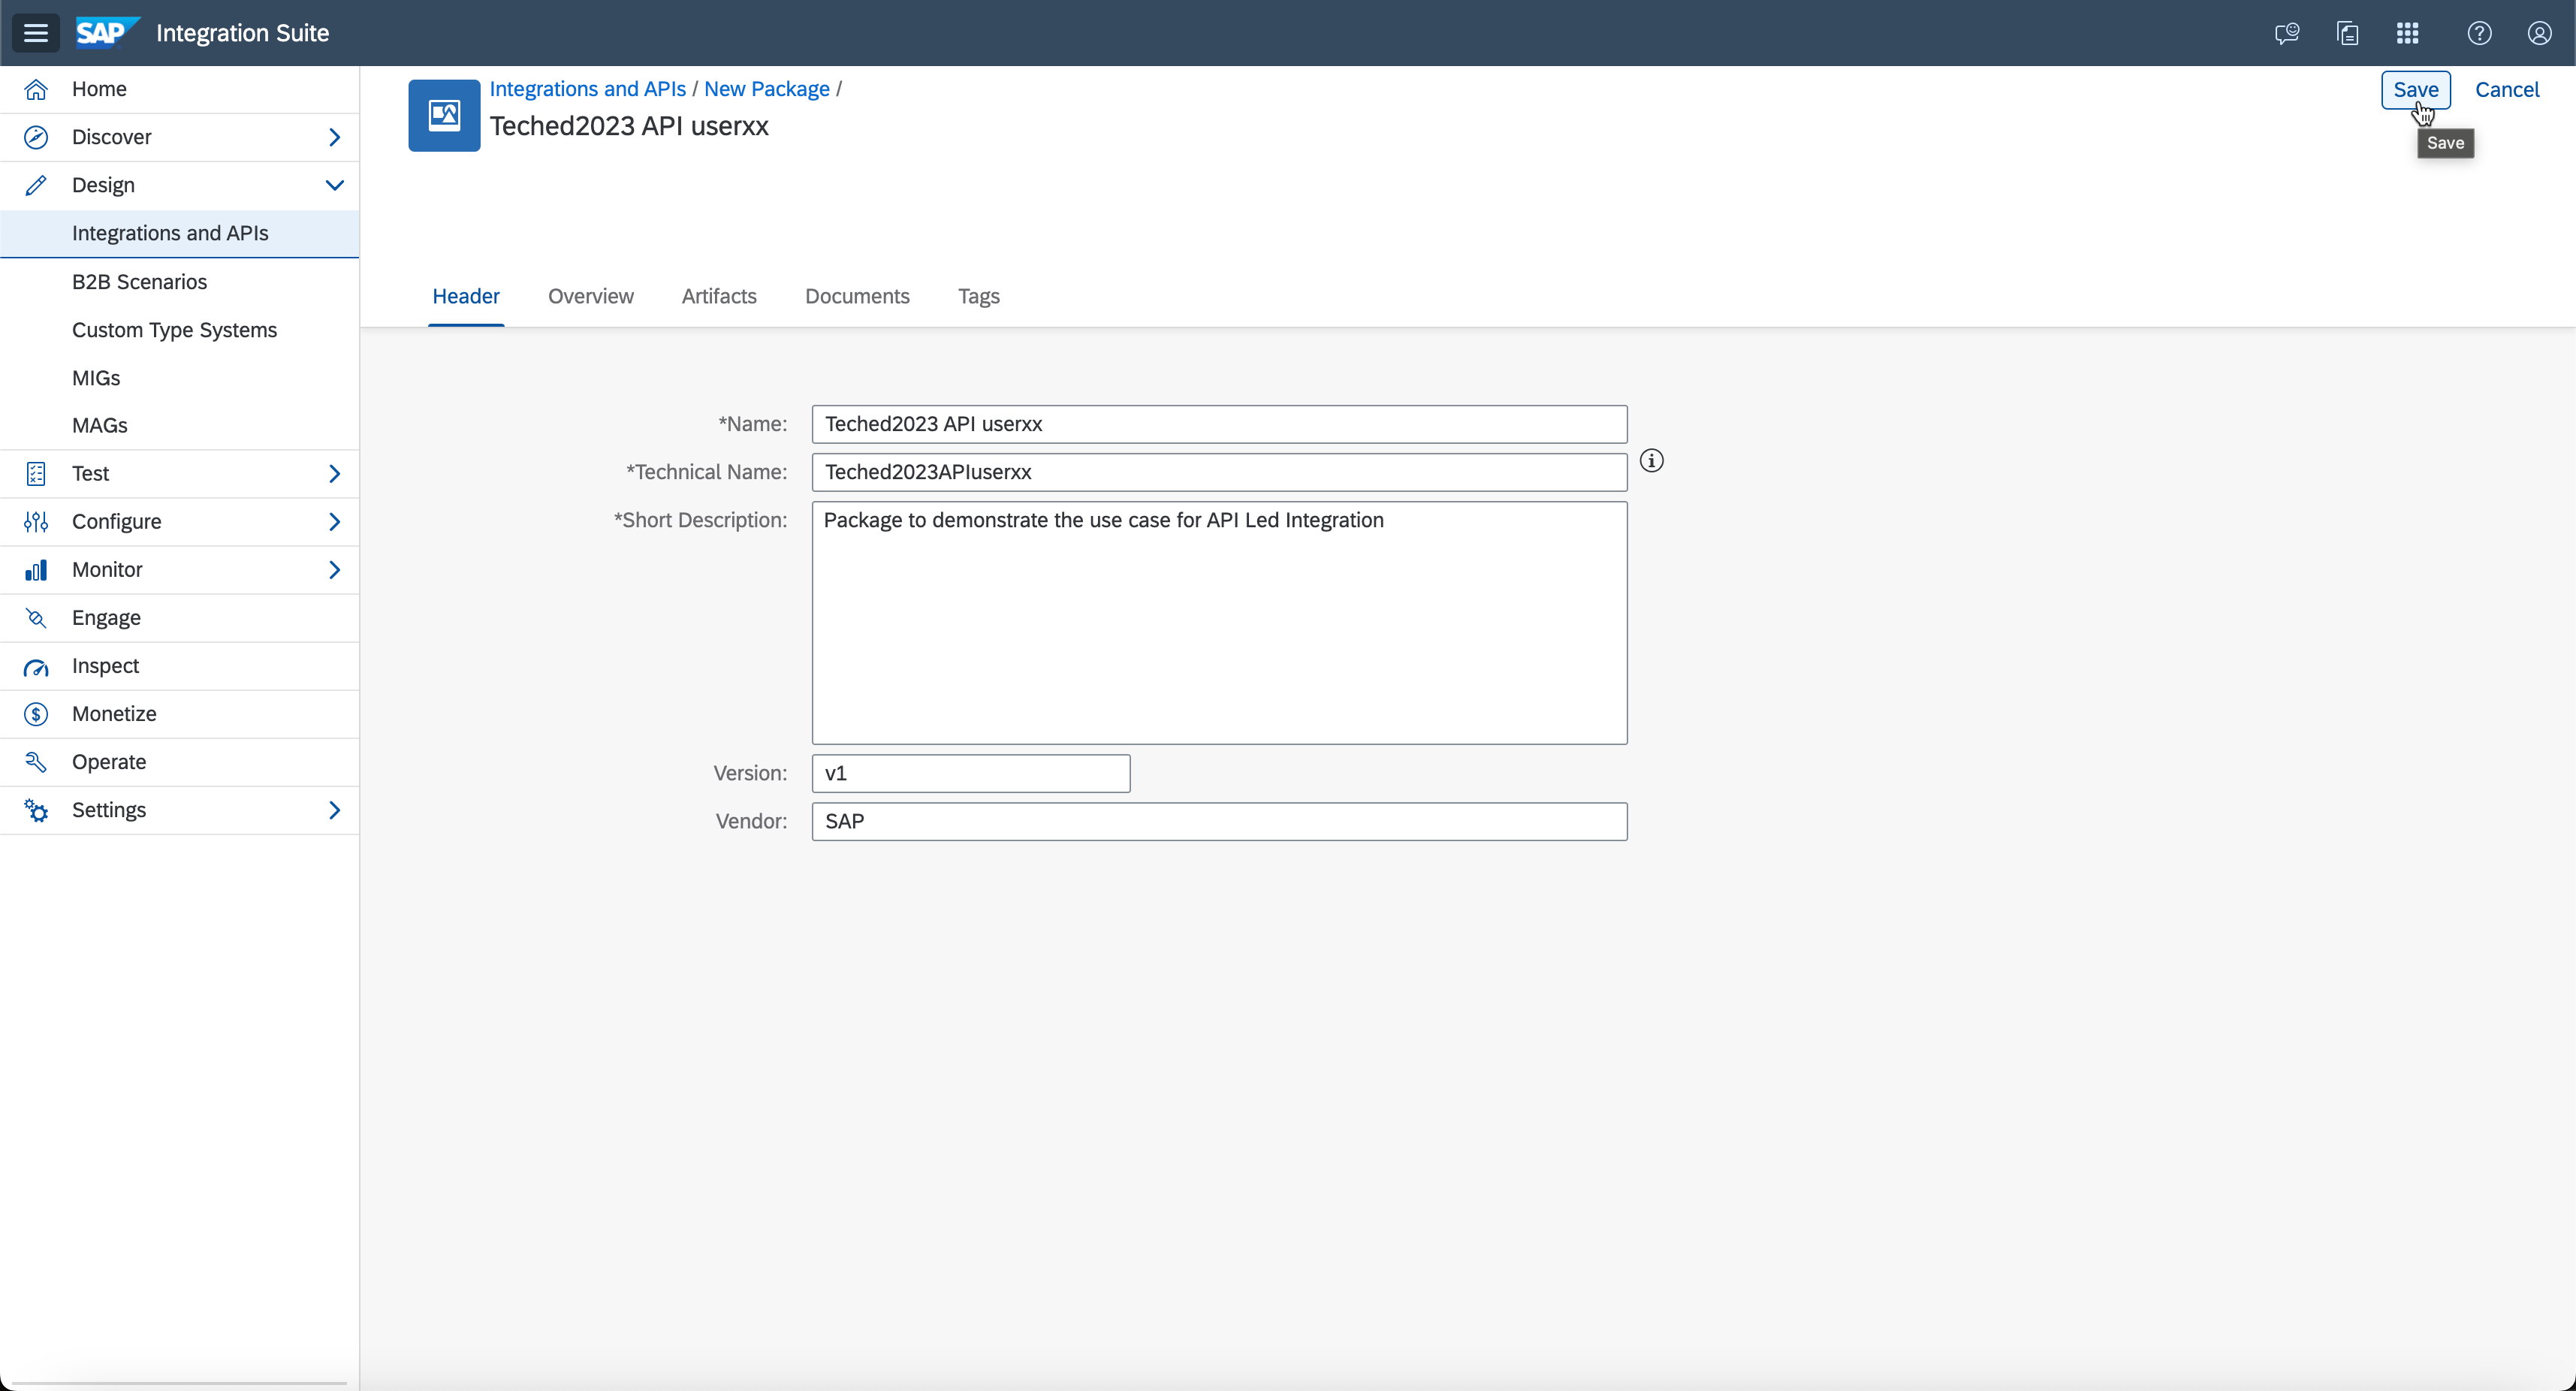 SAP Integration Suite
Home
Discover
Design
Integrations and APIs
B2B Scenarios
Custom Type Systems
MIGs
MAGs
Test
Configure
Monitor
Engage
Inspect
Monetize
Operate
Settings
Integrations and APIs / New Package /
Teched2023 API userxx
Save Cancel
Save
Header Overview Artifacts Documents Tags
*Name: Teched2023 API userxx
*Technical Name: Teched2023APIuserxx
*Short Description: Package to demonstrate the use case for API Led Integration
Version: v1
Vendor: SAP